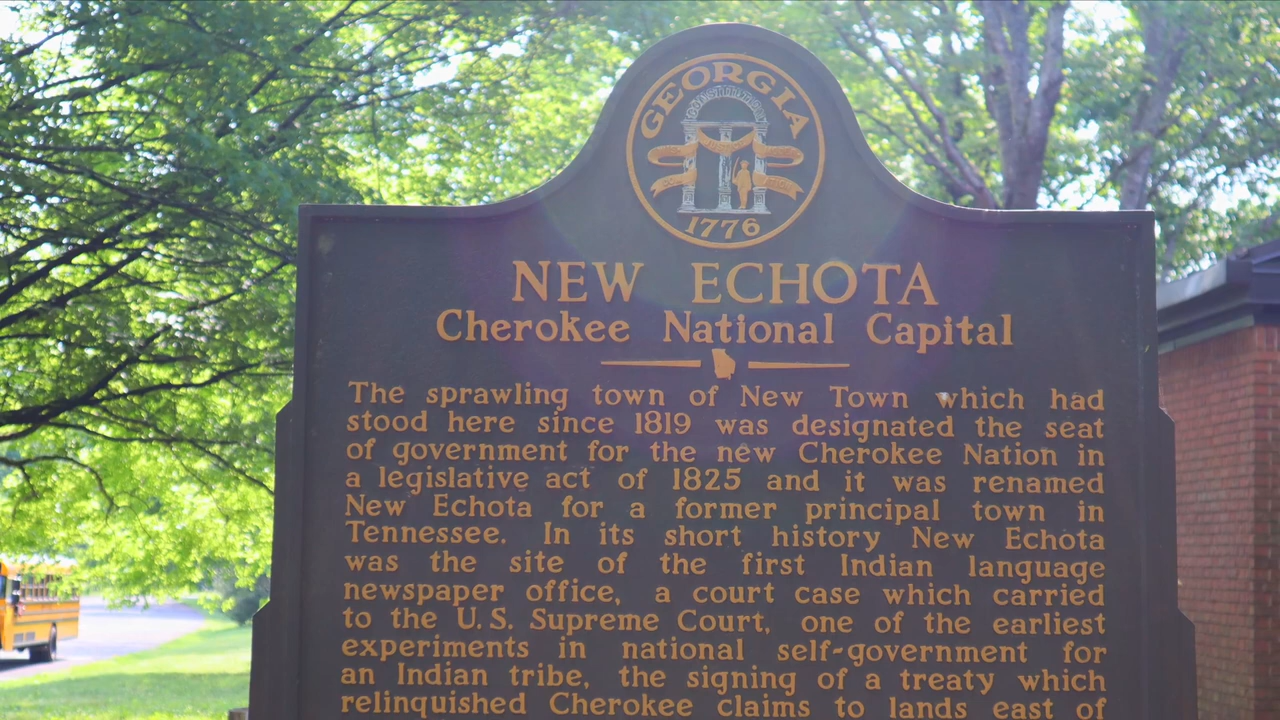 GEORGIA
CONSTITUTION
1776
NEW ECHOTA
Cherokee National Capital
The sprawling town of New Town which had
stood here since 1819 was designated the seat
of government for the new Cherokee Nation in
a legislative act of 1825 and it was renamed
New Echota for a former principal town in
Tennessee. In its short history New Echota
was the site of the first Indian language
newspaper office, a court case which carried
to the U.S. Supreme Court, one of the earliest
experiments in national self-government for
an Indian tribe, the signing of a treaty which
relinquished Cherokee claims to lands east of